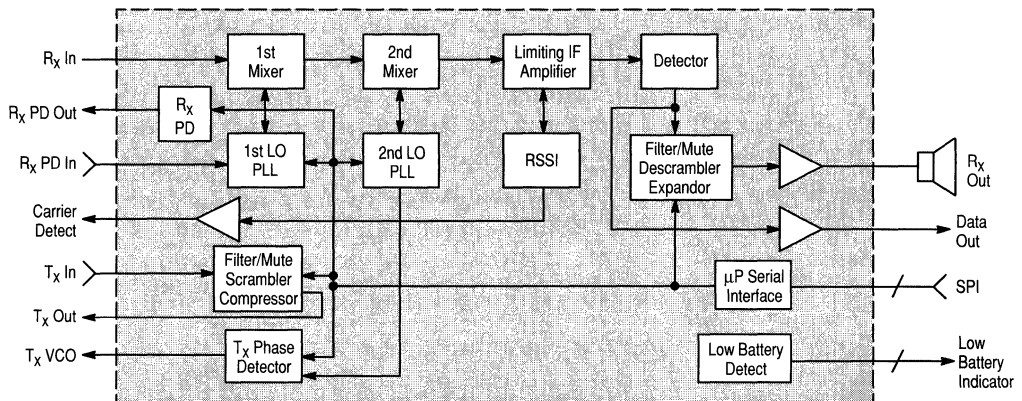 Rx In
1st
Mixer
2nd
Mixer
Limiting IF
Amplifier
Detector
Rx PD Out
Rx
PD
Rx PD In
1st LO
PLL
2nd LO
PLL
RSSI
Filter/Mute
Descrambler
Expandor
Rx
Out
Carrier
Detect
Data
Out
Tx In
Filter/Mute
Scrambler
Compressor
µP Serial
Interface
SPI
Tx Out
Tx VCO
Tx Phase
Detector
Low Battery
Detect
Low
Battery
Indicator